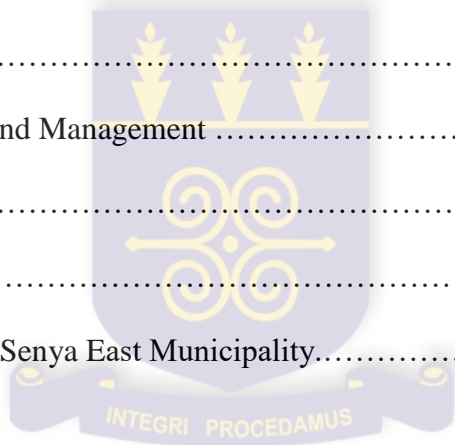 ……………………………………………
nd Management ………………………
……………………………………………
……………………………………………
Senya East Municipality………………
INTEGRI PROCEDAMUS